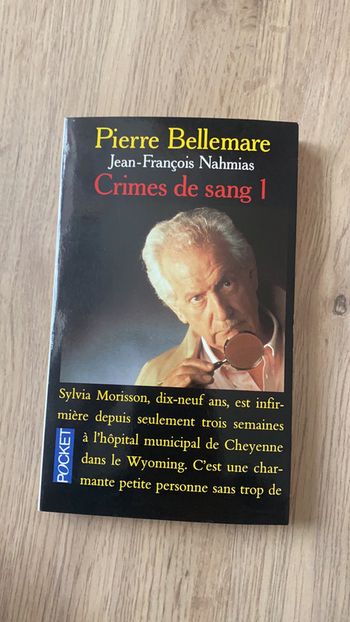 Pierre Bellemare
Jean-François Nahmias
Crimes de sang 1
Sylvia Morisson, dix-neuf ans, est infir-
mière depuis seulement trois semaines
à l'hôpital municipal de Cheyenne
dans le Wyoming. C'est une char-
mante petite personne sans trop de
POCKET